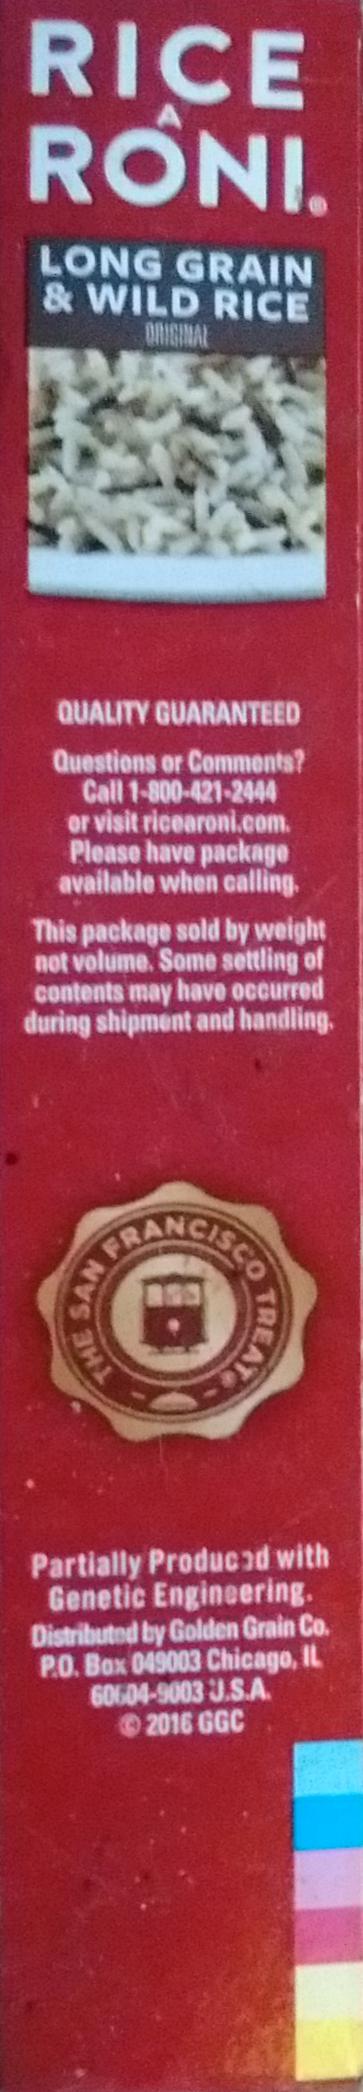 RICE
A
RONI®
LONG GRAIN
& WILD RICE
ORIGINAL
QUALITY GUARANTEED
Questions or Comments?
Call 1-800-421-2444
or visit ricearoni.com.
Please have package
available when calling.
This package sold by weight
not volume. Some settling of
contents may have occurred
during shipment and handling.
THE SAN FRANCISCO TREAT®
Partially Produced with
Genetic Engineering.
Distributed by Golden Grain Co.
P.O. Box 049003 Chicago, IL
60604-9003 U.S.A.
© 2016 GGC